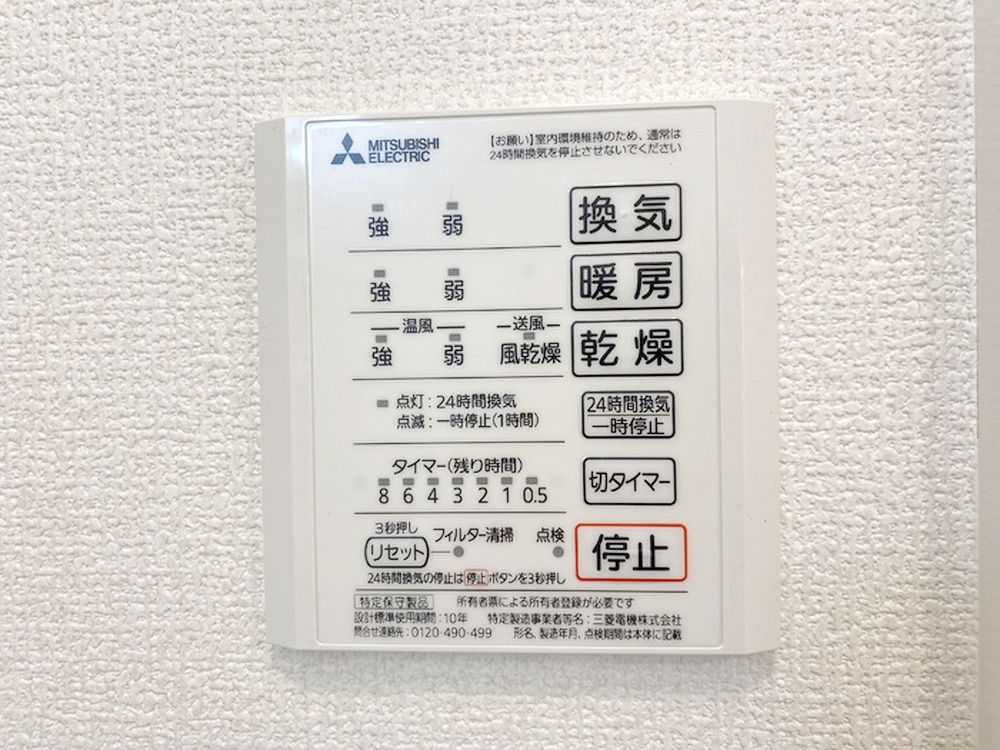 MITSUBISHI
ELECTRIC
【お願い】室内環境維持のため、通常は
24時間換気を停止させないでください
強 弱 換気
強 弱 暖房
温風 送風
強 弱 風乾燥 乾燥
点灯:24時間換気
点滅:一時停止(1時間)
24時間換気
一時停止
タイマー(残り時間)
8 6 4 3 2 1 0.5
切タイマー
3秒押し フィルター清掃 点検
リセット
停止
24時間換気の停止は停止ボタンを3秒押し
特定保守製品 所有者票による所有者登録が必要です
設計標準使用期間:10年 特定製造事業者等名:三菱電機株式会社
問合せ連絡先:0120-490-499 形名、製造年月、点検期間は本体に記載